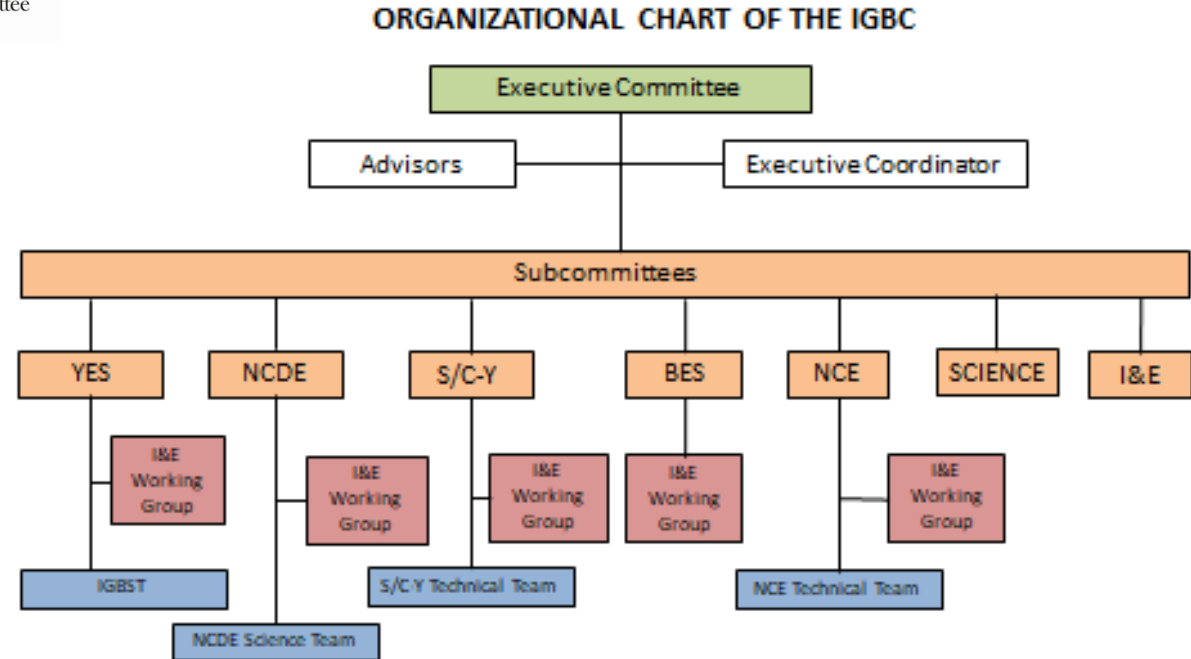 ttee
ORGANIZATIONAL CHART OF THE IGBC
Executive Committee
Advisors
Executive Coordinator
Subcommittees
YES
NCDE
S/C-Y
BES
NCE
SCIENCE
I&E
I&E
Working
Group
I&E
Working
Group
I&E
Working
Group
I&E
Working
Group
I&E
Working
Group
IGBST
S/C-Y Technical Team
NCE Technical Team
NCDE Science Team